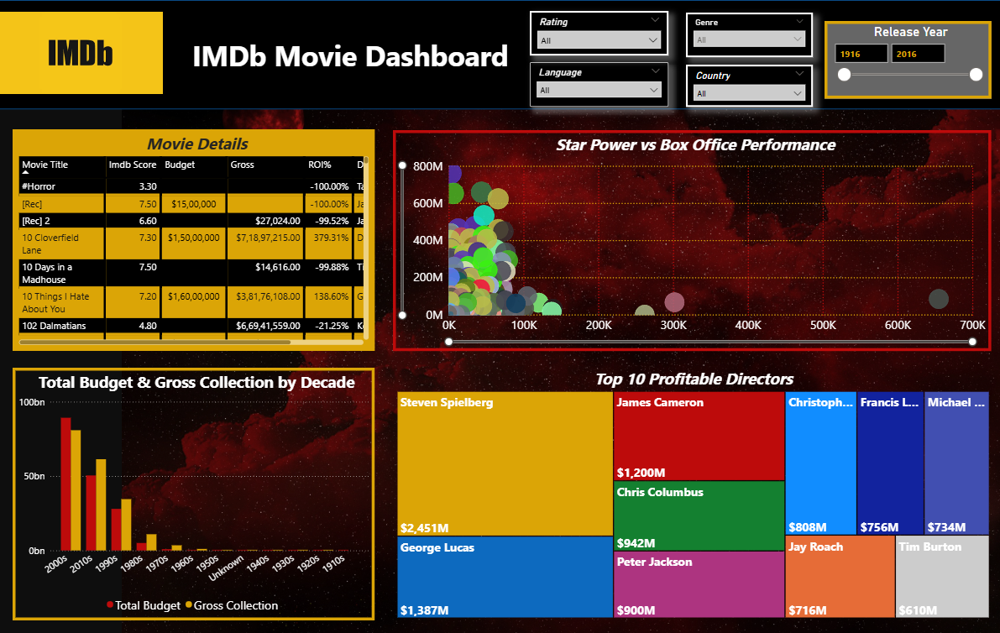 IMDb
IMDb Movie Dashboard
Rating
All
Genre
All
Language
All
Country
All
Release Year
1916 2016
Movie Details
Movie Title Imdb Score Budget Gross ROI% D
#Horror 3.30 -100.00% Ta
[Rec] 7.50 $15,00,000 -100.00% Ja
[Rec] 2 6.60 $27,024.00 -99.52% Ja
10 Cloverfield
Lane 7.30 $1,50,00,000 $7,18,97,215.00 379.31% D
10 Days in a
Madhouse 7.50 $14,616.00 -99.88% Ti
10 Things I Hate
About You 7.20 $1,60,00,000 $3,81,76,108.00 138.60% G
102 Dalmatians 4.80 $6,69,41,559.00 -21.25% Ke
Star Power vs Box Office Performance
800M
600M
400M
200M
0M
0K 100K 200K 300K 400K 500K 600K 700K
Total Budget & Gross Collection by Decade
100bn
50bn
0bn
2000s 2010s 1990s 1980s 1970s 1960s 1950s Unknown 1940s 1930s 1920s 1910s
Total Budget Gross Collection
Top 10 Profitable Directors
Steven Spielberg
$2,451M
George Lucas
$1,387M
James Cameron
$1,200M
Chris Columbus
$942M
Peter Jackson
$900M
Christoph...
$808M
Francis L...
$756M
Michael ...
$734M
Jay Roach
$716M
Tim Burton
$610M